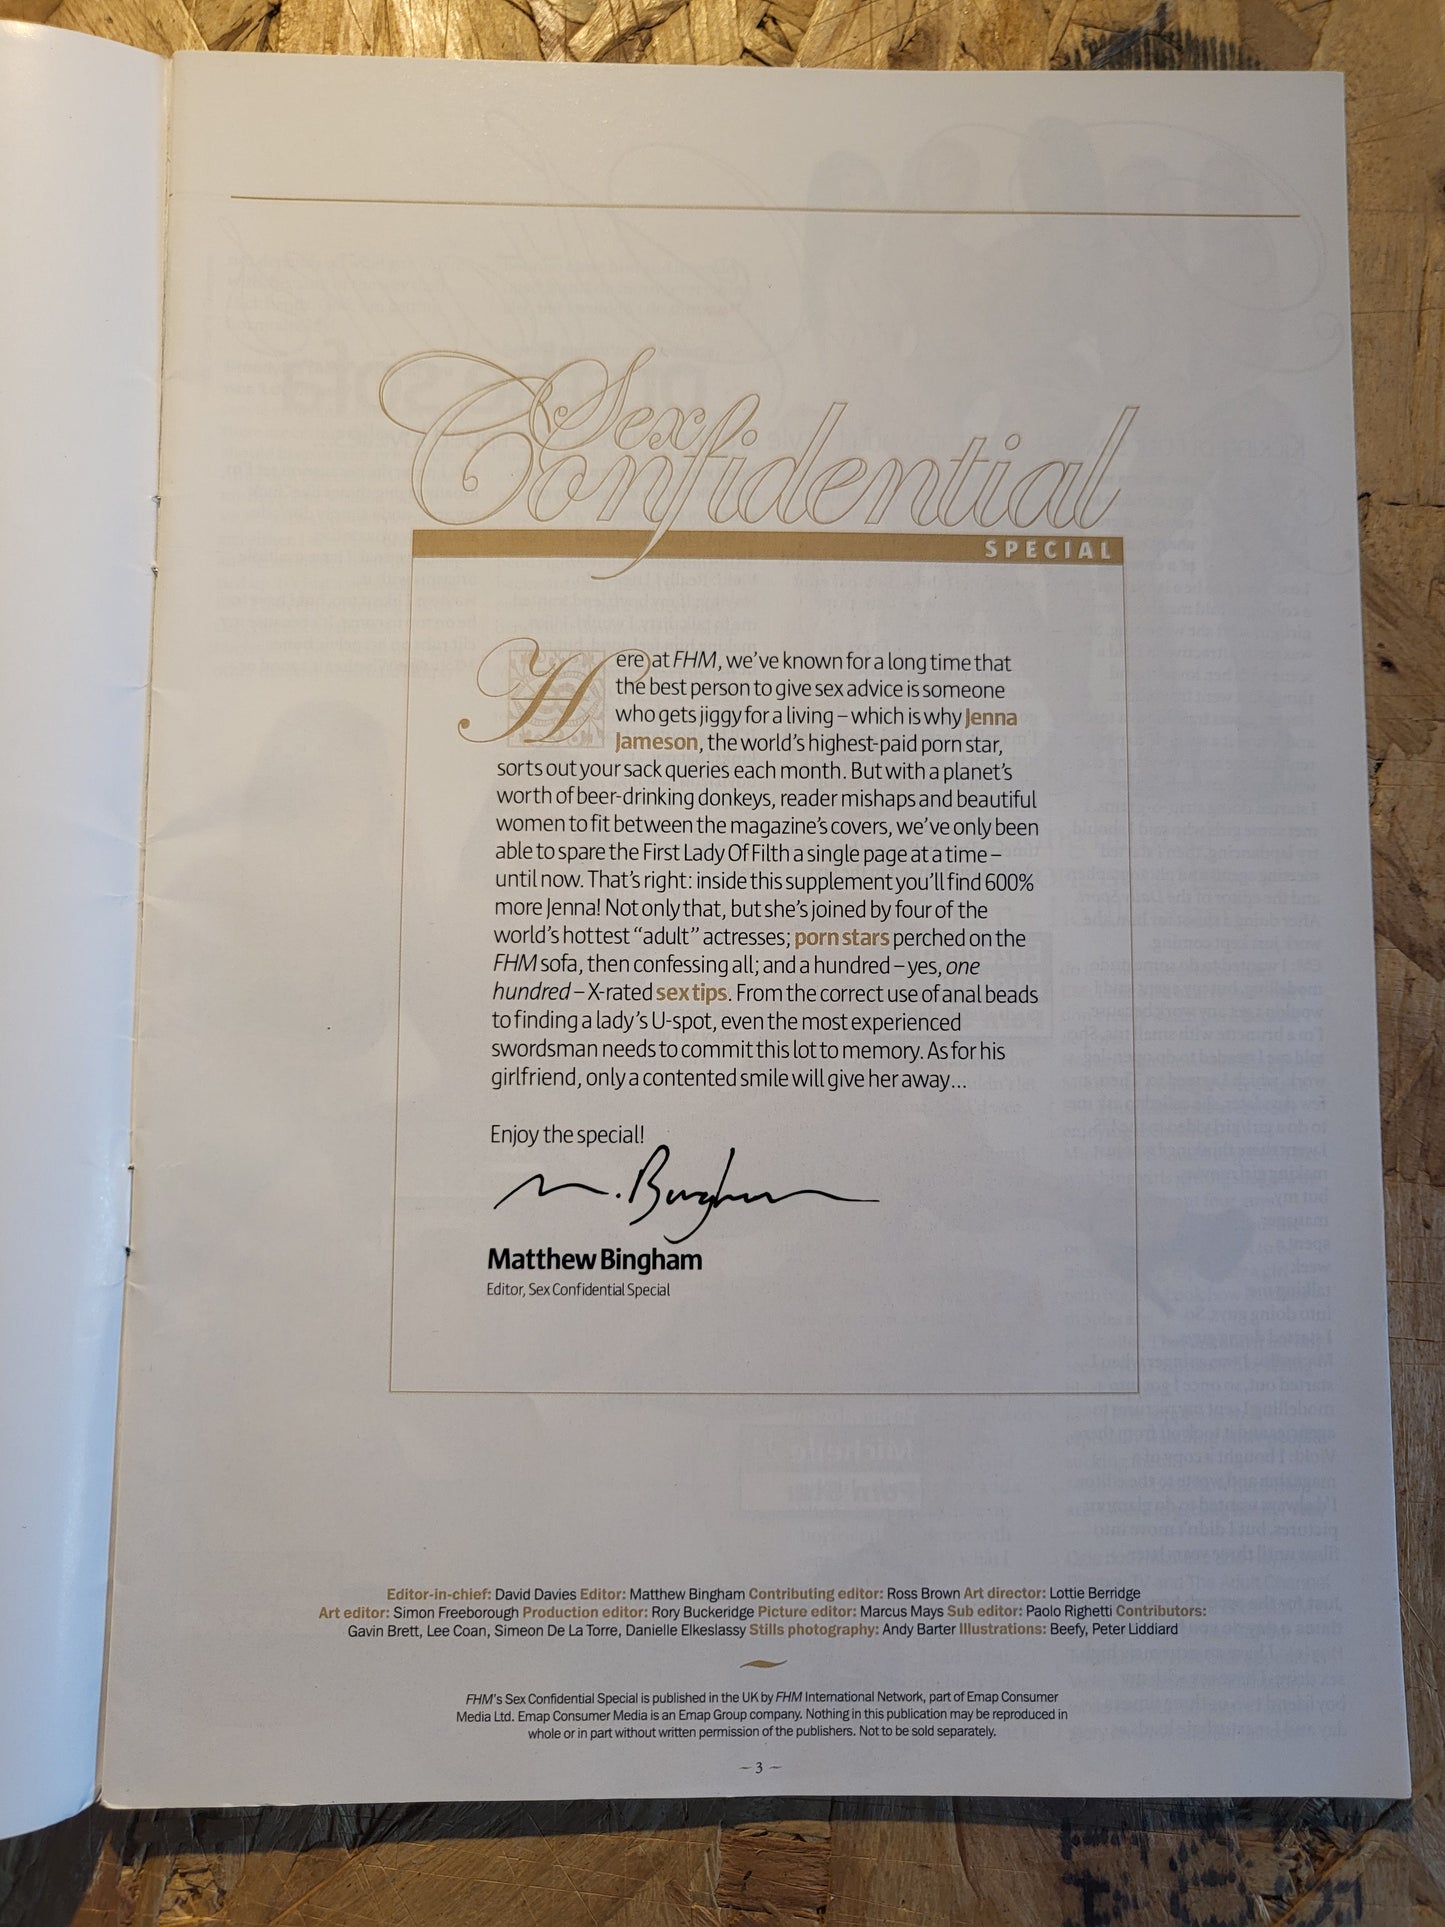 Sex
Confidential
SPECIAL
Here at FHM, we've known for a long time that
the best person to give sex advice is someone
who gets jiggy for a living – which is why Jenna
Jameson, the world's highest-paid porn star,
sorts out your sack queries each month. But with a planet's
worth of beer-drinking donkeys, reader mishaps and beautiful
women to fit between the magazine's covers, we've only been
able to spare the First Lady Of Filth a single page at a time –
until now. That's right: inside this supplement you'll find 600%
more Jenna! Not only that, but she's joined by four of the
world's hottest “adult” actresses; porn stars perched on the
FHM sofa, then confessing all; and a hundred – yes, one
hundred – X-rated sex tips. From the correct use of anal beads
to finding a lady's U-spot, even the most experienced
swordsman needs to commit this lot to memory. As for his
girlfriend, only a contented smile will give her away…
Enjoy the special!
M. Bingham
Matthew Bingham
Editor, Sex Confidential Special
Editor-in-chief: David Davies Editor: Matthew Bingham Contributing editor: Ross Brown Art director: Lottie Berridge
Art editor: Simon Freeborough Production editor: Rory Buckeridge Picture editor: Marcus Mays Sub editor: Paolo Righetti Contributors:
Gavin Brett, Lee Coan, Simeon De La Torre, Danielle Elkeslassy Stills photography: Andy Barter Illustrations: Beefy, Peter Liddiard
FHM's Sex Confidential Special is published in the UK by FHM International Network, part of Emap Consumer
Media Ltd. Emap Consumer Media is an Emap Group company. Nothing in this publication may be reproduced in
whole or in part without written permission of the publishers. Not to be sold separately.
– 3 –